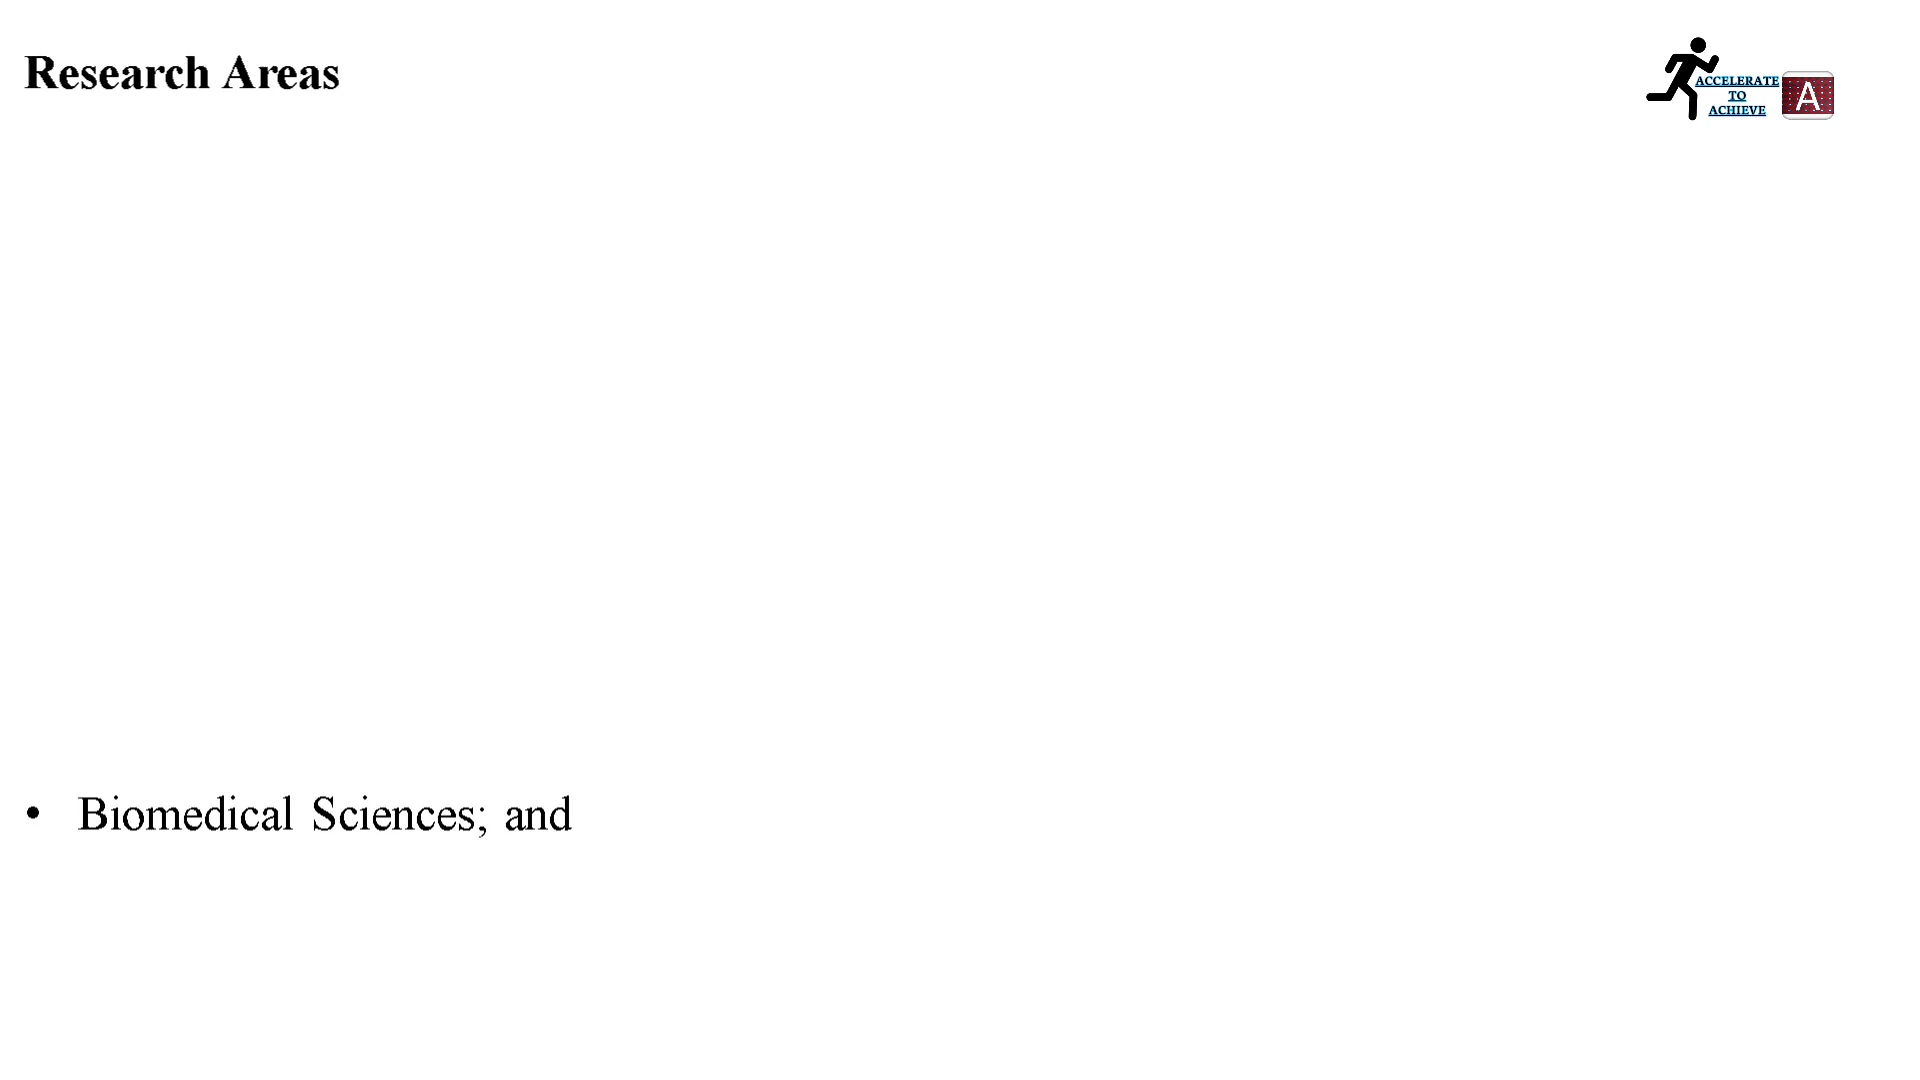 Research Areas
ACCELERATE
TO
ACHIEVE
A
• Biomedical Sciences; and